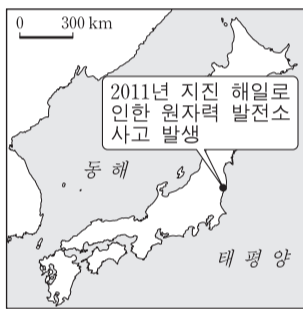 0 300 km
2011년 지진 해일로
인한 원자력 발전소
사고 발생
동 해
태 평 양